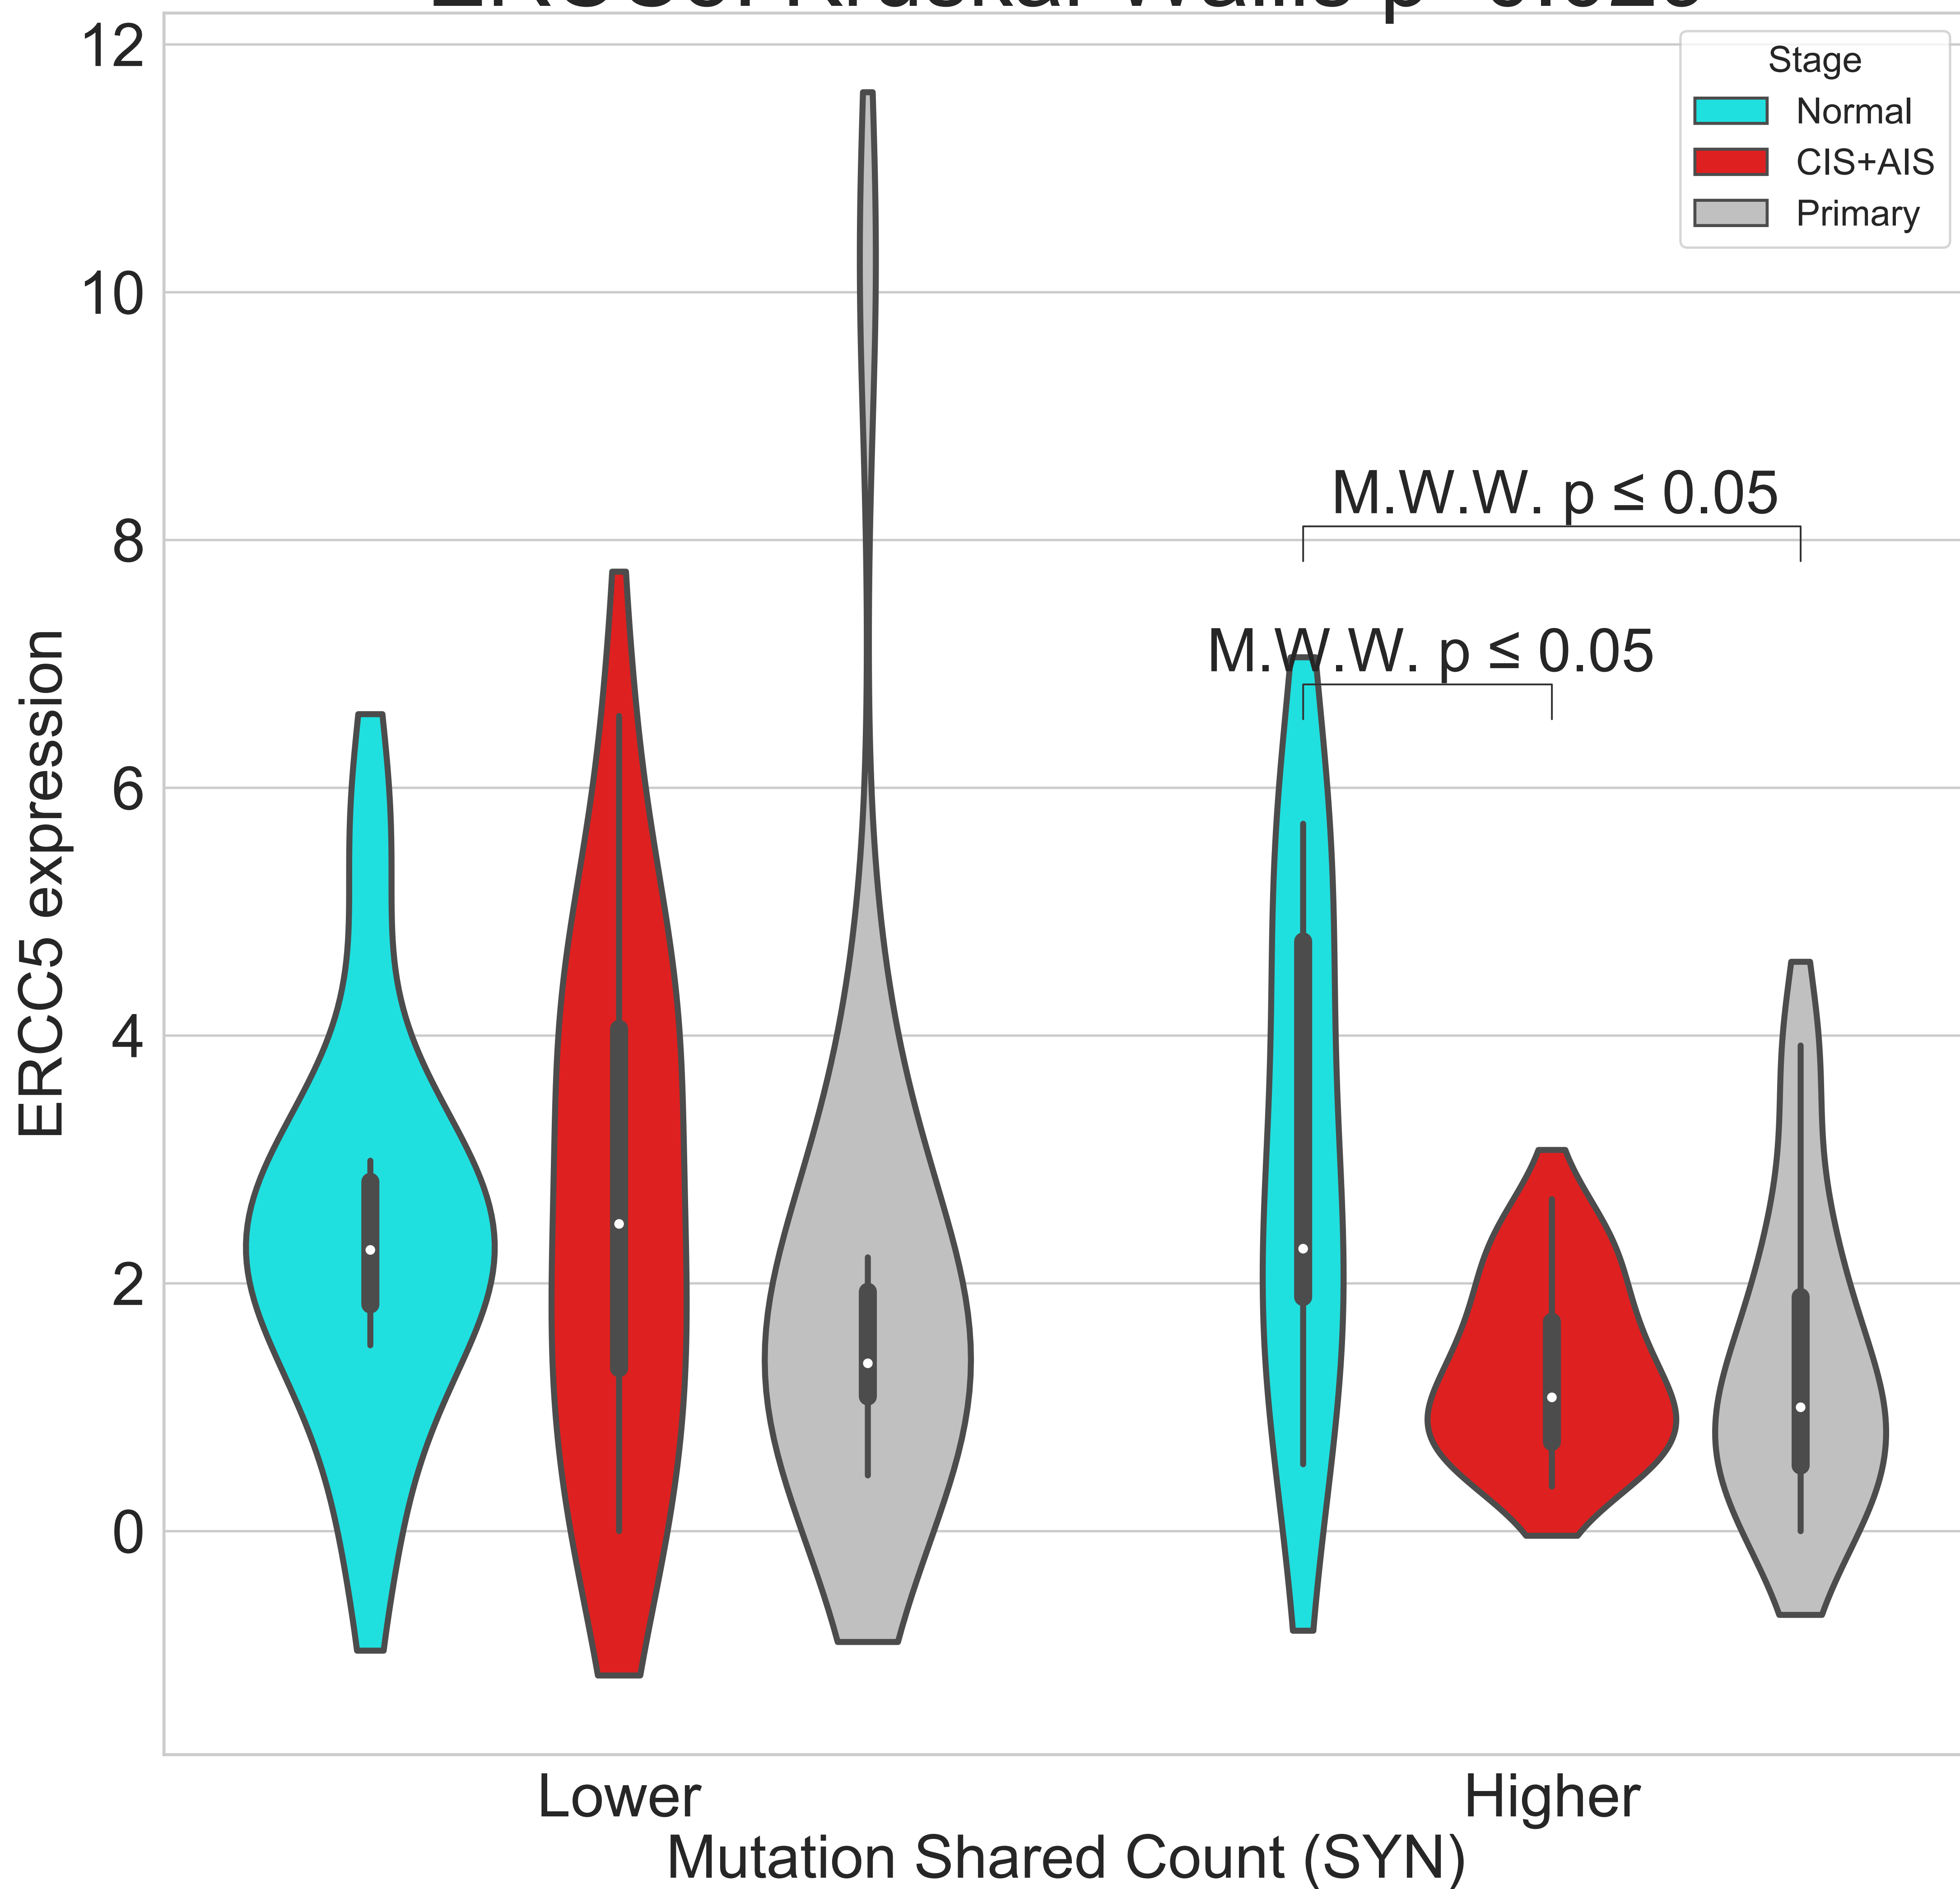 12
10
8
6
4
2
0
ERCC5 expression
Stage
Normal
CIS+AIS
Primary
M.W.W. p ≤ 0.05
M.W.W. p ≤ 0.05
Lower
Higher
Mutation Shared Count (SYN)